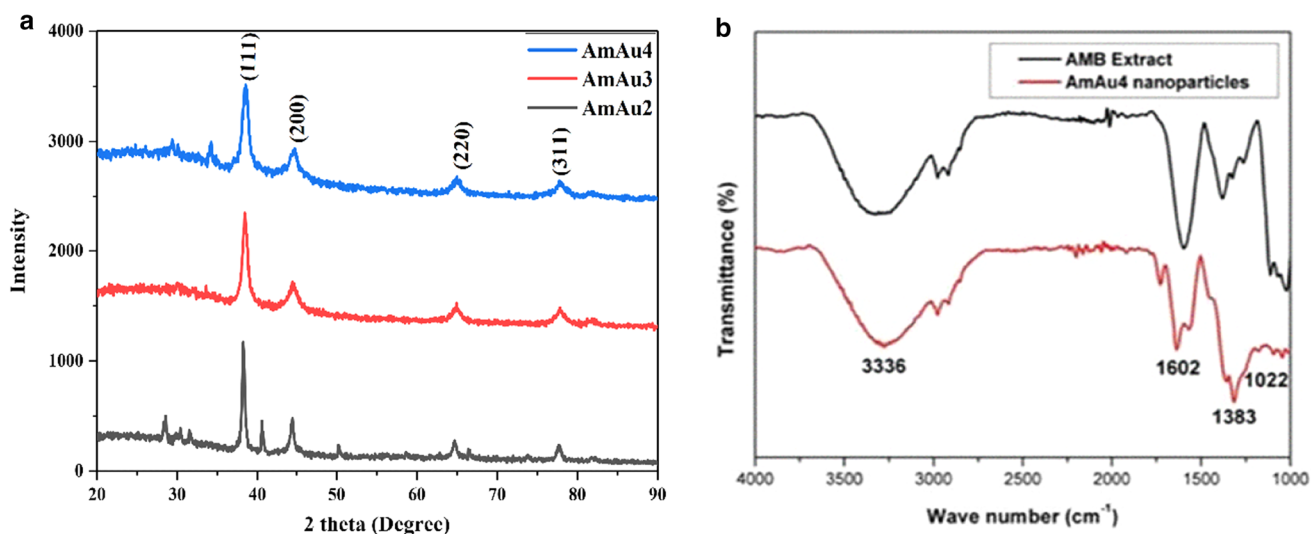 a
4000
3000
2000
1000
0
Intensity
AmAu4
AmAu3
AmAu2
(111)
(200)
(220)
(311)
20 30 40 50 60 70 80 90
2 theta (Degree)
b
AMB Extract
AmAu4 nanoparticles
Transmittance (%)
3336
1602
1022
1383
4000 3500 3000 2500 2000 1500 1000
Wave number (cm⁻¹)